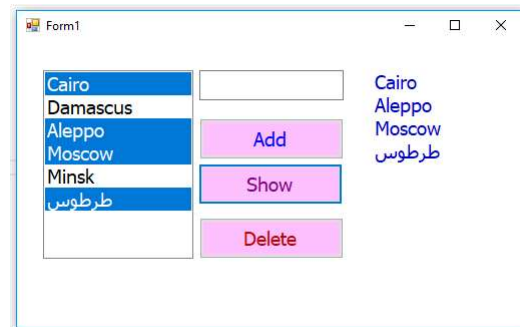 Form1
Cairo
Damascus
Aleppo
Moscow
Minsk
طرطوس
Add
Show
Delete
Cairo
Aleppo
Moscow
طرطوس